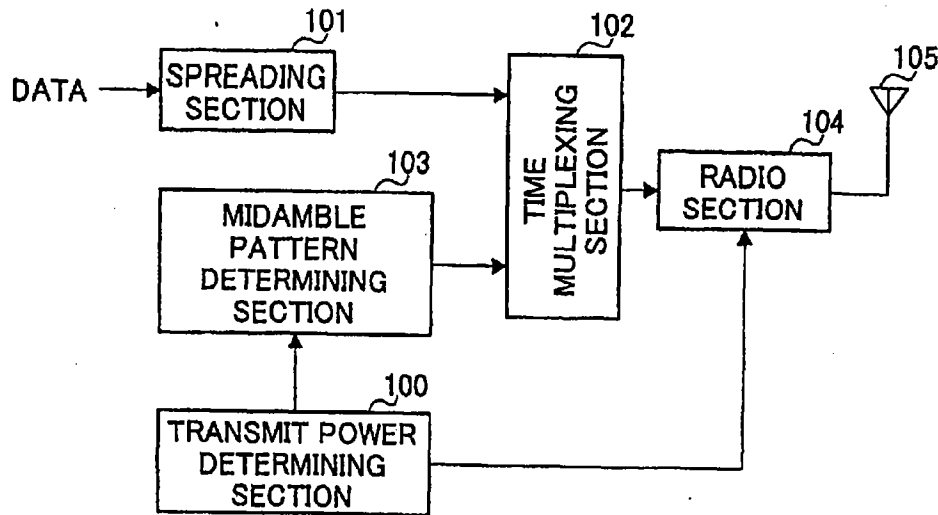 101
DATA
SPREADING
SECTION
102
TIME
MULTIPLEXING
SECTION
105
104
RADIO
SECTION
103
MIDAMBLE
PATTERN
DETERMINING
SECTION
100
TRANSMIT POWER
DETERMINING
SECTION